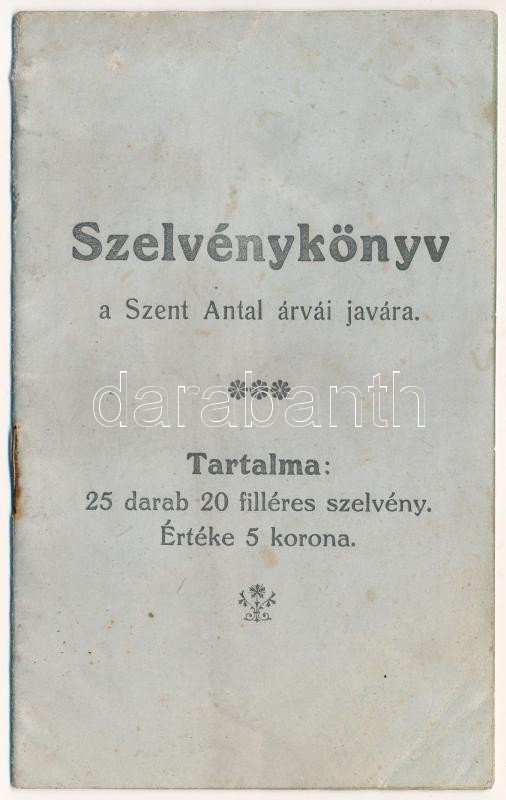 Szelvénykönyv
a Szent Antal árvái javára.
darabanth
Tartalma:
25 darab 20 filléres szelvény.
Értéke 5 korona.